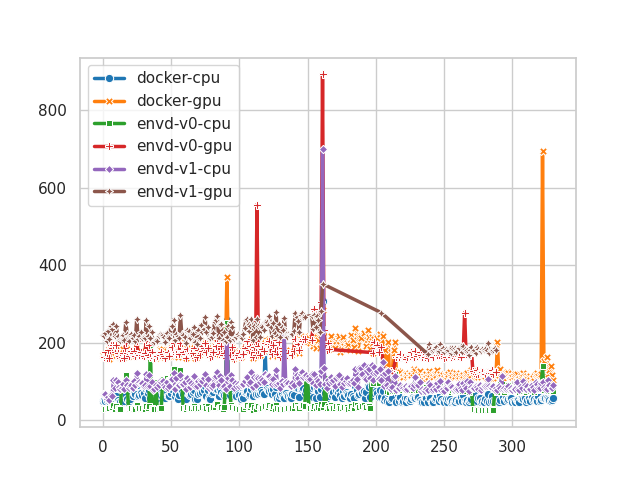 docker-cpu
docker-gpu
envd-v0-cpu
envd-v0-gpu
envd-v1-cpu
envd-v1-gpu
800
600
400
200
0
0 50 100 150 200 250 300